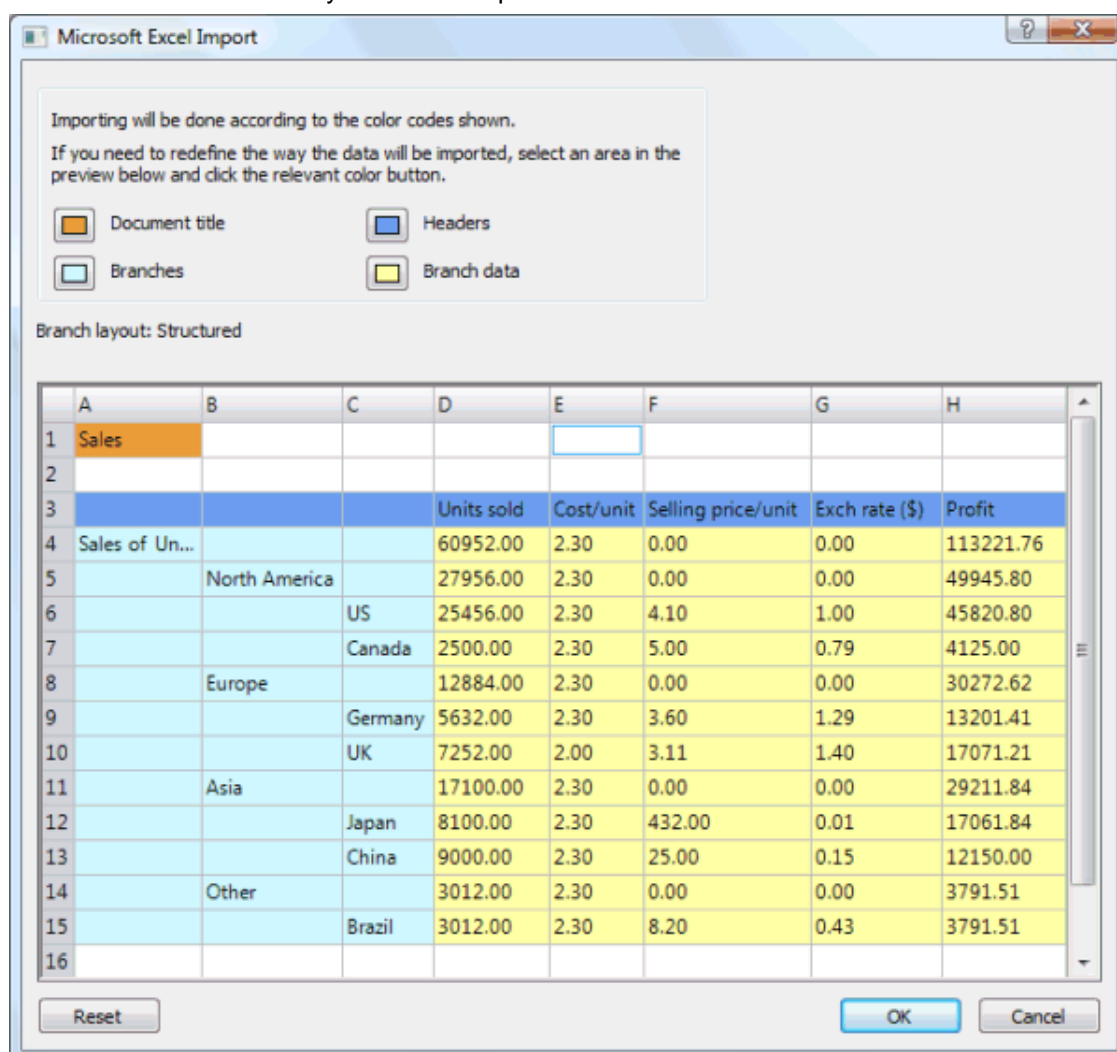 Microsoft Excel Import
Importing will be done according to the color codes shown.
If you need to redefine the way the data will be imported, select an area in the
preview below and click the relevant color button.
Document title Headers
Branches Branch data
Branch layout: Structured
A B C D E F G H
1 Sales
2
3 Units sold Cost/unit Selling price/unit Exch rate ($) Profit
4 Sales of Un... 60952.00 2.30 0.00 0.00 113221.76
5 North America 27956.00 2.30 0.00 0.00 49945.80
6 US 25456.00 2.30 4.10 1.00 45820.80
7 Canada 2500.00 2.30 5.00 0.79 4125.00
8 Europe 12884.00 2.30 0.00 0.00 30272.62
9 Germany 5632.00 2.30 3.60 1.29 13201.41
10 UK 7252.00 2.00 3.11 1.40 17071.21
11 Asia 17100.00 2.30 0.00 0.00 29211.84
12 Japan 8100.00 2.30 432.00 0.01 17061.84
13 China 9000.00 2.30 25.00 0.15 12150.00
14 Other 3012.00 2.30 0.00 0.00 3791.51
15 Brazil 3012.00 2.30 8.20 0.43 3791.51
16
Reset OK Cancel